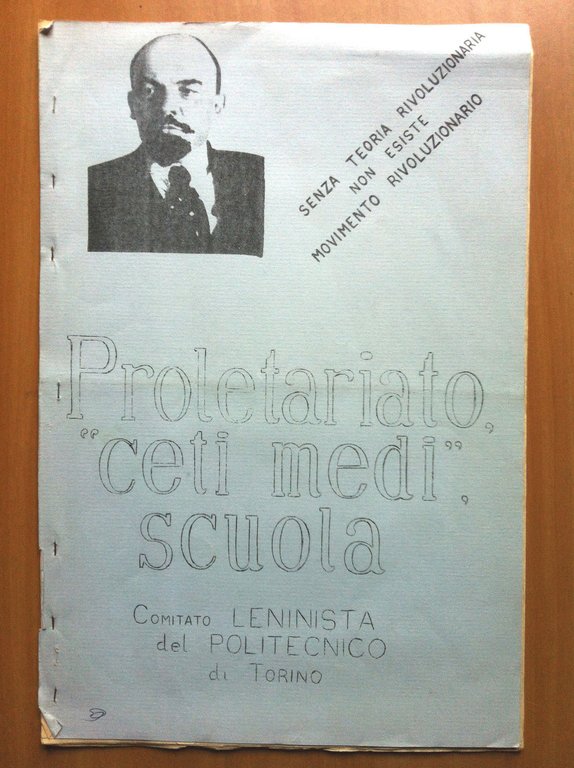 SENZA TEORIA RIVOLUZIONARIA
NON ESISTE
MOVIMENTO RIVOLUZIONARIO
Proletariato,
"ceti medi",
scuola
COMITATO LENINISTA
del POLITECNICO
di TORINO